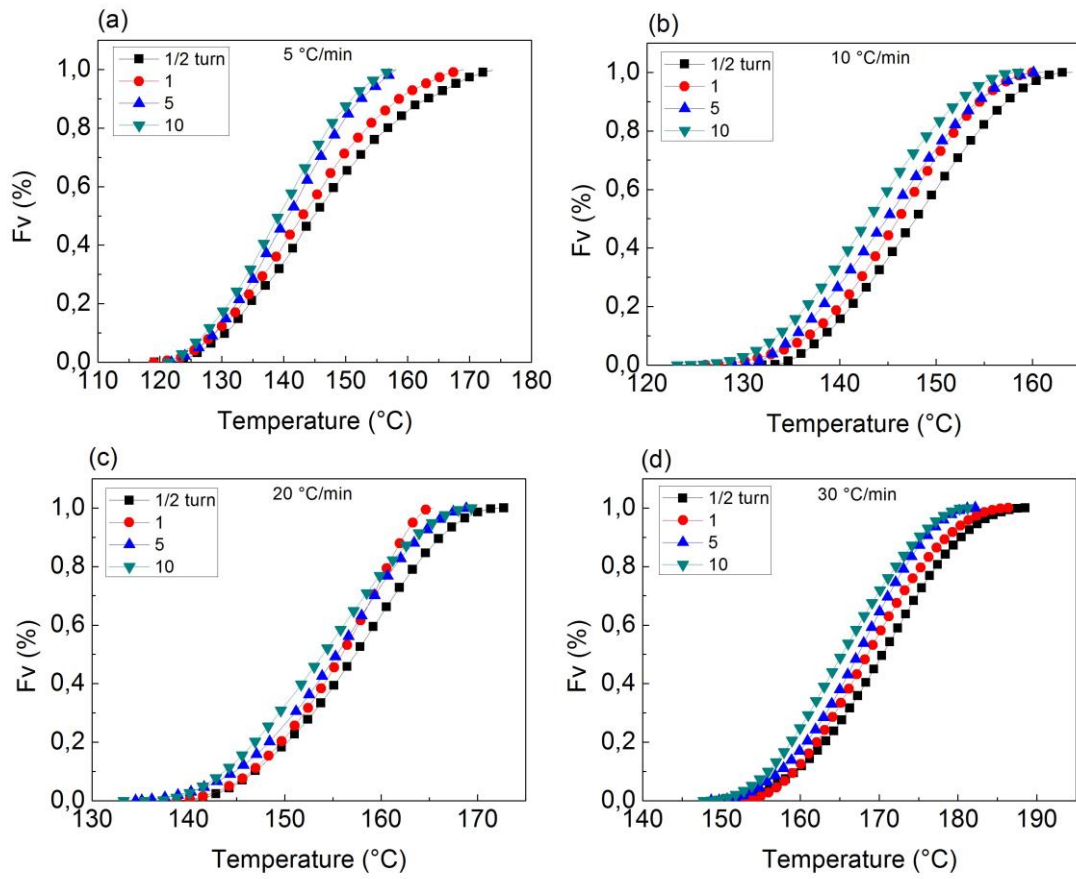 (a)
5 °C/min
1/2 turn
1
5
10
1,0
0,8
0,6
0,4
0,2
0,0
Fv (%)
110 120 130 140 150 160 170 180
Temperature (°C)
(b)
10 °C/min
1/2 turn
1
5
10
1,0
0,8
0,6
0,4
0,2
0,0
Fv (%)
120 130 140 150 160
Temperature (°C)
(c)
20 °C/min
1/2 turn
1
5
10
1,0
0,8
0,6
0,4
0,2
0,0
Fv (%)
130 140 150 160 170
Temperature (°C)
(d)
30 °C/min
1/2 turn
1
5
10
1,0
0,8
0,6
0,4
0,2
0,0
Fv (%)
140 150 160 170 180 190
Temperature (°C)